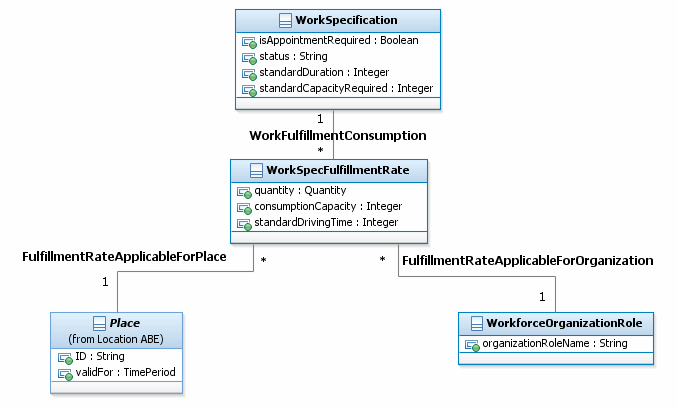 WorkSpecification
isAppointmentRequired : Boolean
status : String
standardDuration : Integer
standardCapacityRequired : Integer
1
WorkFulfillmentConsumption
*
WorkSpecFulfillmentRate
quantity : Quantity
consumptionCapacity : Integer
standardDrivingTime : Integer
FulfillmentRateApplicableForPlace
*
*
FulfillmentRateApplicableForOrganization
1
1
Place
(from Location ABE)
ID : String
validFor : TimePeriod
WorkforceOrganizationRole
organizationRoleName : String